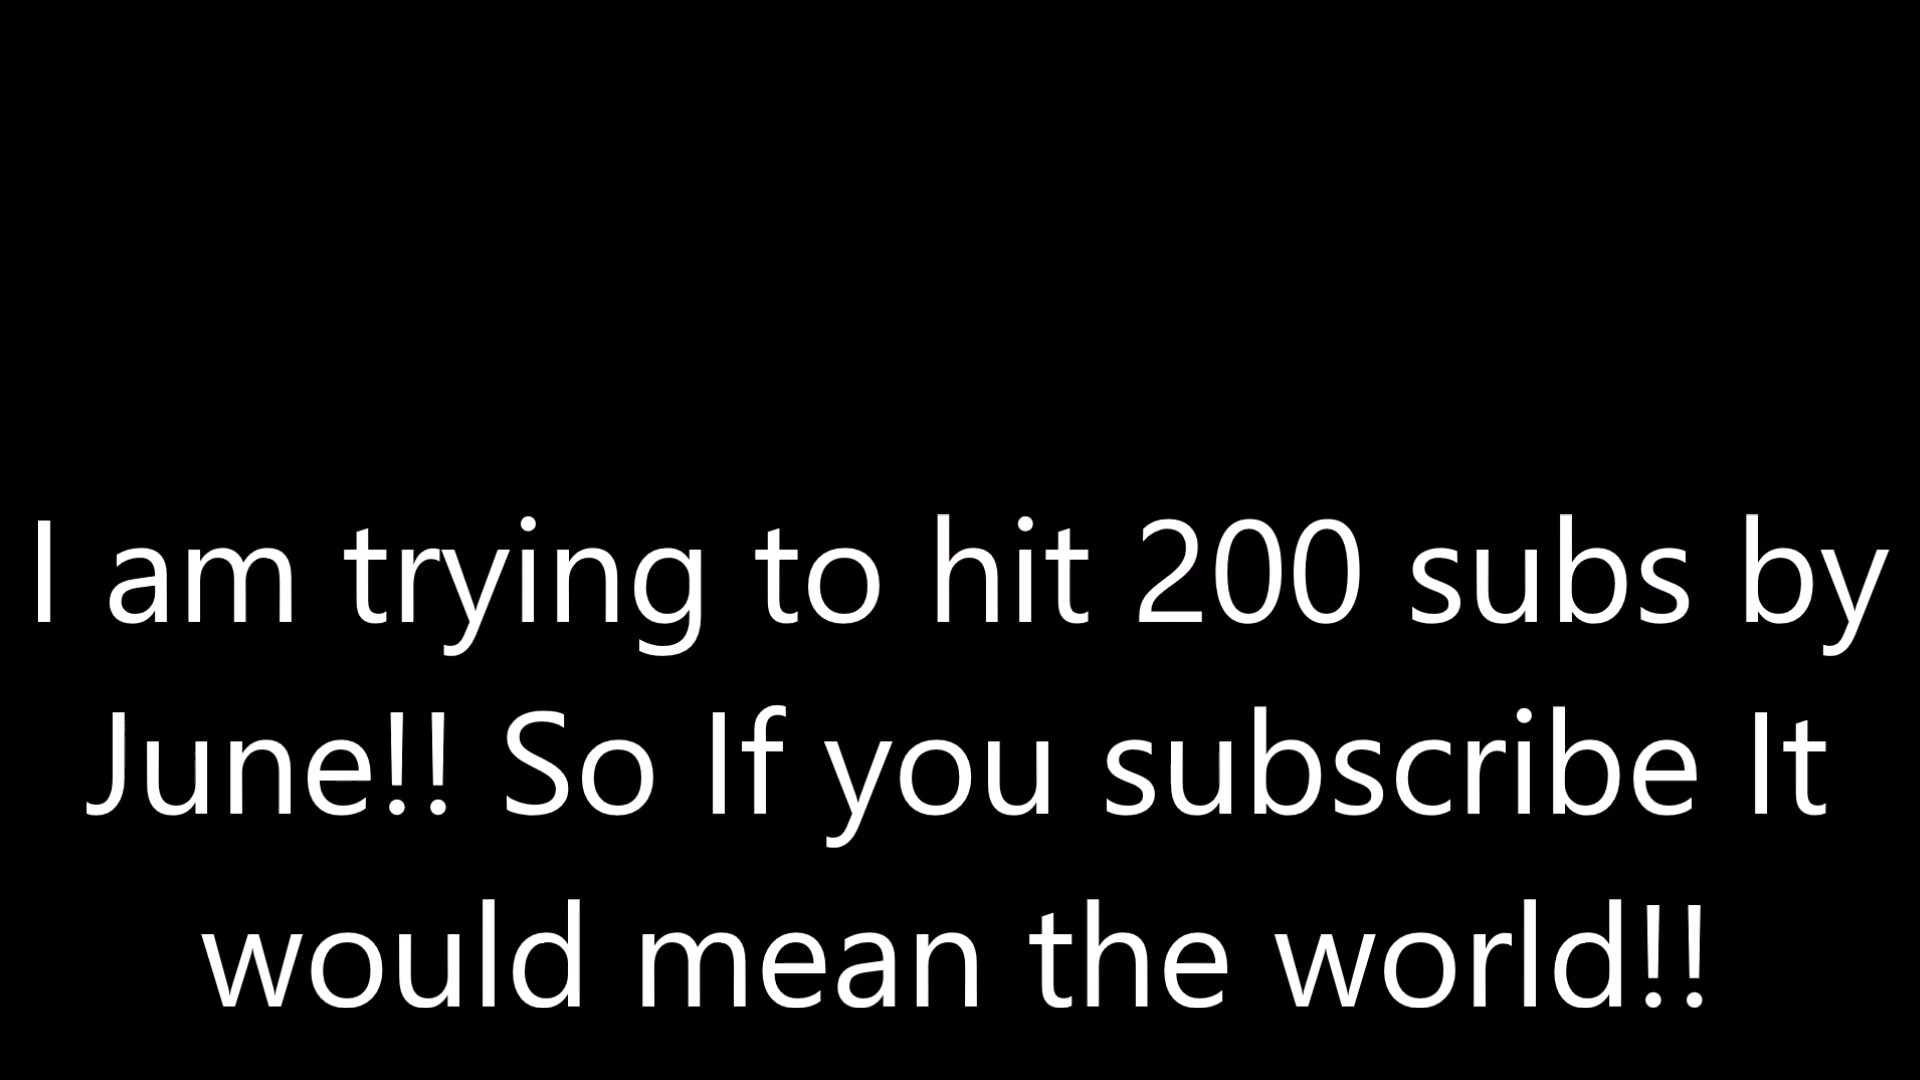 I am trying to hit 200 subs by
June!! So If you subscribe It
would mean the world!!